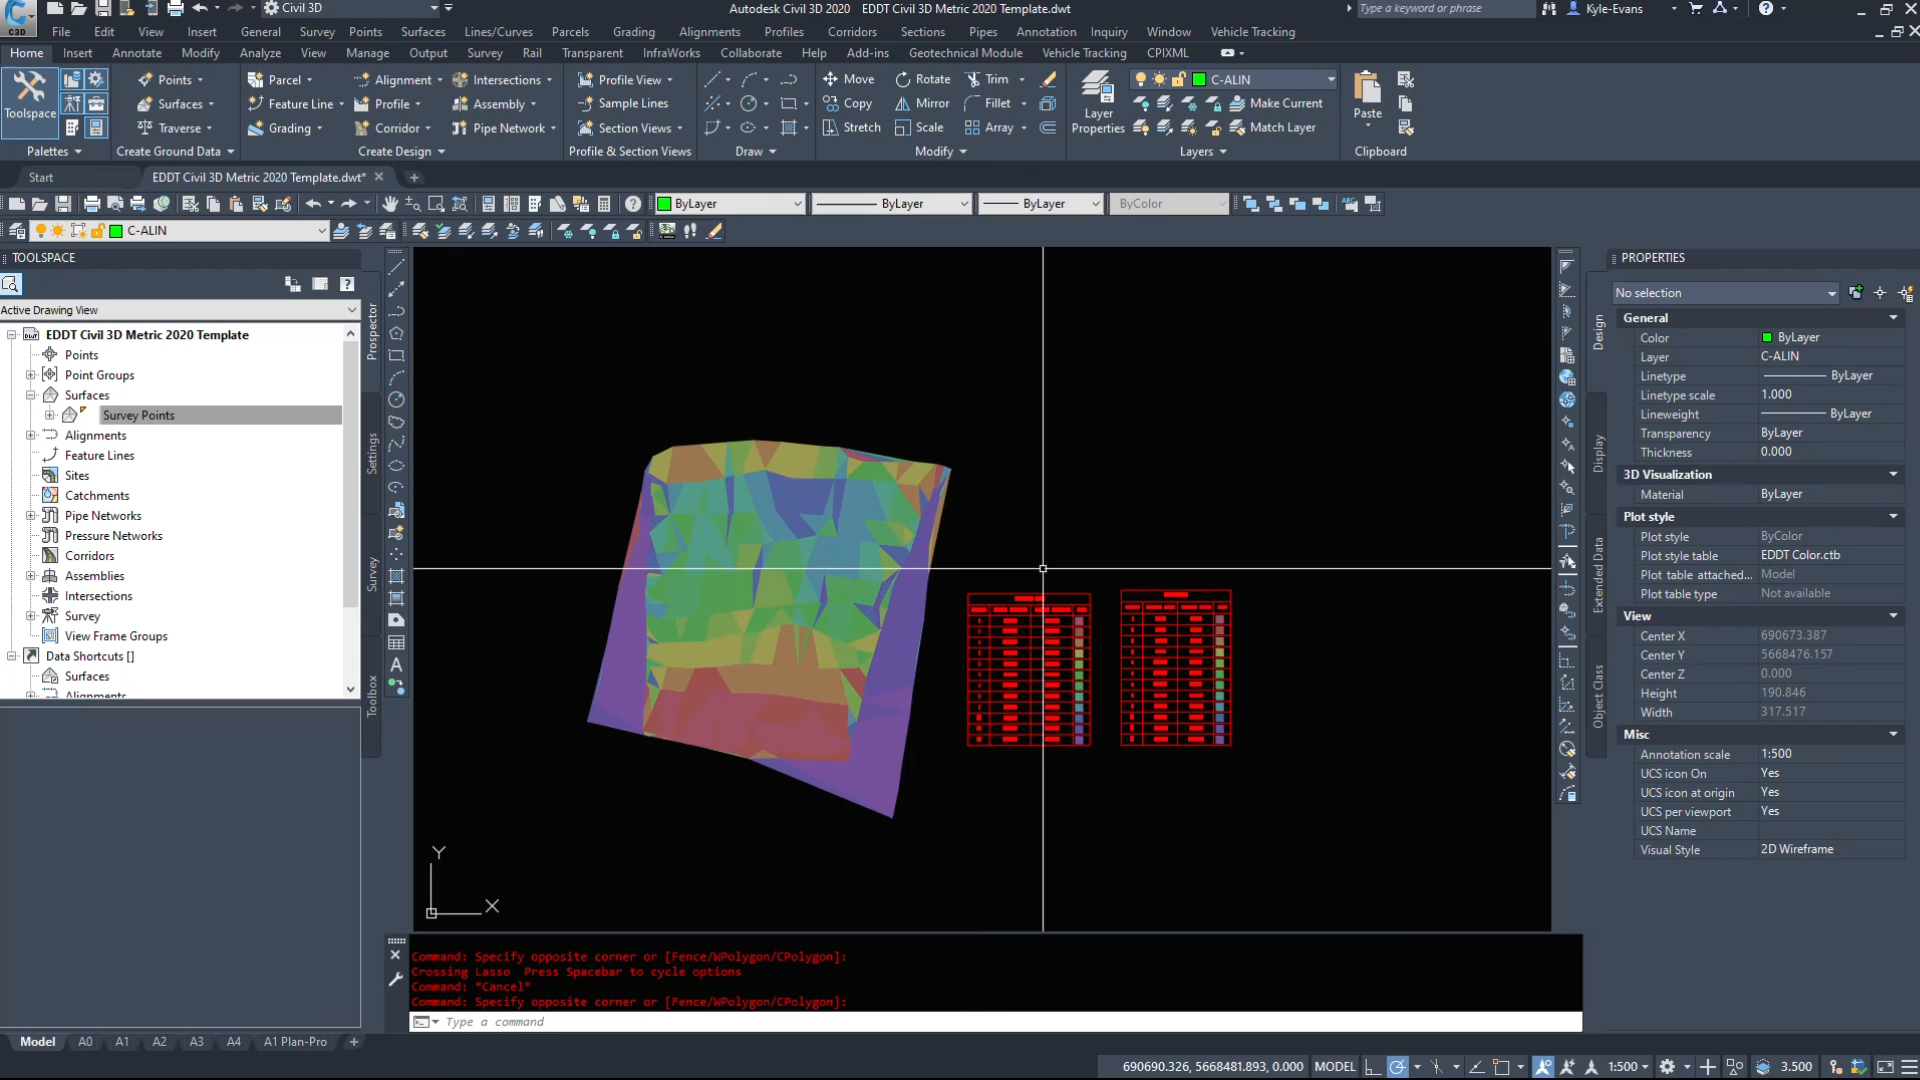 C3D
Civil 3D
Autodesk Civil 3D 2020 EDDT Civil 3D Metric 2020 Template.dwt
Type a keyword or phrase
Kyle-Evans
File Edit View Insert General Survey Points Surfaces Lines/Curves Parcels Grading Alignments Profiles Corridors Sections Pipes Annotation Inquiry Window Vehicle Tracking
Home Insert Annotate Modify Analyze View Manage Output Survey Rail Transparent InfraWorks Collaborate Help Add-ins Geotechnical Module Vehicle Tracking CPIXML
Toolspace
Palettes
Points
Surfaces
Traverse
Create Ground Data
Parcel
Feature Line
Grading
Alignment
Profile
Corridor
Intersections
Assembly
Pipe Network
Create Design
Profile View
Sample Lines
Section Views
Profile & Section Views
Draw
Move Rotate Trim
Copy Mirror Fillet
Stretch Scale Array
Modify
Layer
Properties
C-ALIN
Make Current
Match Layer
Layers
Paste
Clipboard
Start
EDDT Civil 3D Metric 2020 Template.dwt*
ByLayer
ByLayer
ByLayer
ByColor
C-ALIN
TOOLSPACE
Active Drawing View
EDDT Civil 3D Metric 2020 Template
Points
Point Groups
Surfaces
Survey Points
Alignments
Feature Lines
Sites
Catchments
Pipe Networks
Pressure Networks
Corridors
Assemblies
Intersections
Survey
View Frame Groups
Data Shortcuts []
Surfaces
Alignments
Prospector
Settings
Survey
Toolbox
Y
X
Command: Specify opposite corner or [Fence/WPolygon/CPolygon]:
Crossing Lasso Press Spacebar to cycle options
Command: *Cancel*
Command: Specify opposite corner or [Fence/WPolygon/CPolygon]:
Type a command
PROPERTIES
No selection
Design
Display
Extended Data
Object Class
General
Color ByLayer
Layer C-ALIN
Linetype ByLayer
Linetype scale 1.000
Lineweight ByLayer
Transparency ByLayer
Thickness 0.000
3D Visualization
Material ByLayer
Plot style
Plot style ByColor
Plot style table EDDT Color.ctb
Plot table attached... Model
Plot table type Not available
View
Center X 690673.387
Center Y 5668476.157
Center Z 0.000
Height 190.846
Width 317.517
Misc
Annotation scale 1:500
UCS icon On Yes
UCS icon at origin Yes
UCS per viewport Yes
UCS Name
Visual Style 2D Wireframe
Model A0 A1 A2 A3 A4 A1 Plan-Pro
690690.326, 5668481.893, 0.000 MODEL 1:500 3.500